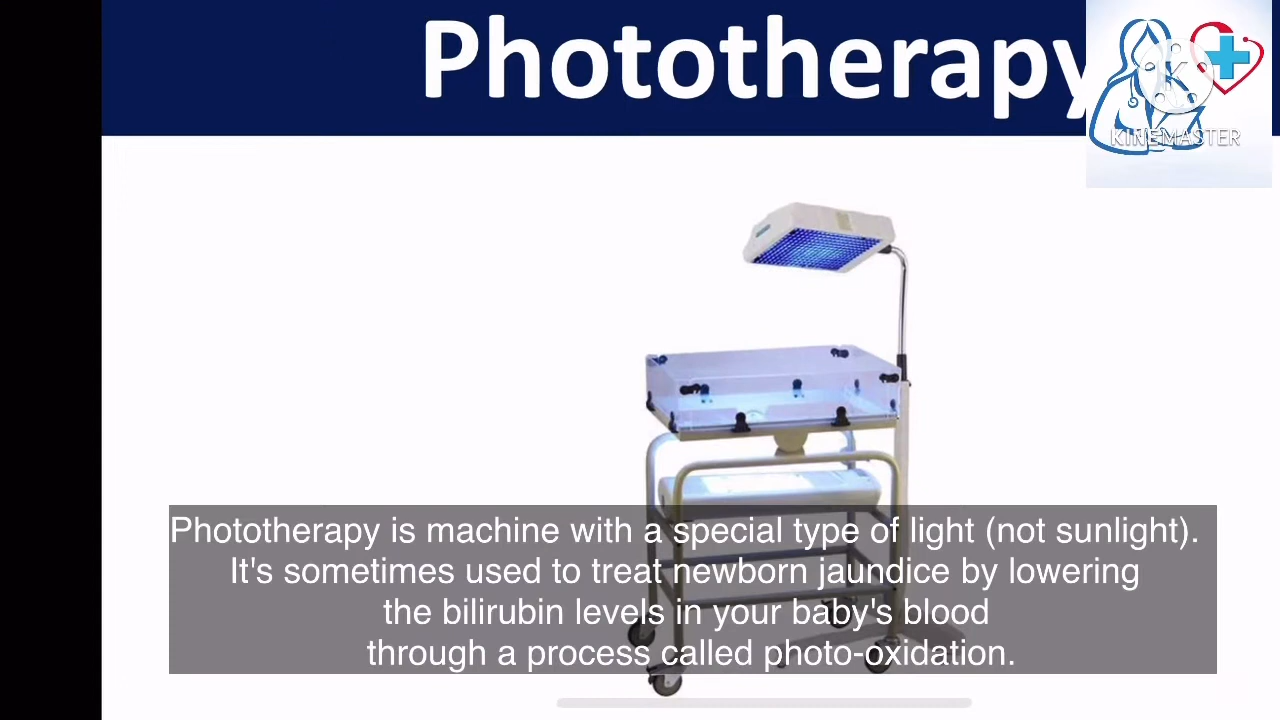 Phototherapy
KINEMASTER
Phototherapy is machine with a special type of light (not sunlight).
It's sometimes used to treat newborn jaundice by lowering
the bilirubin levels in your baby's blood
through a process called photo-oxidation.